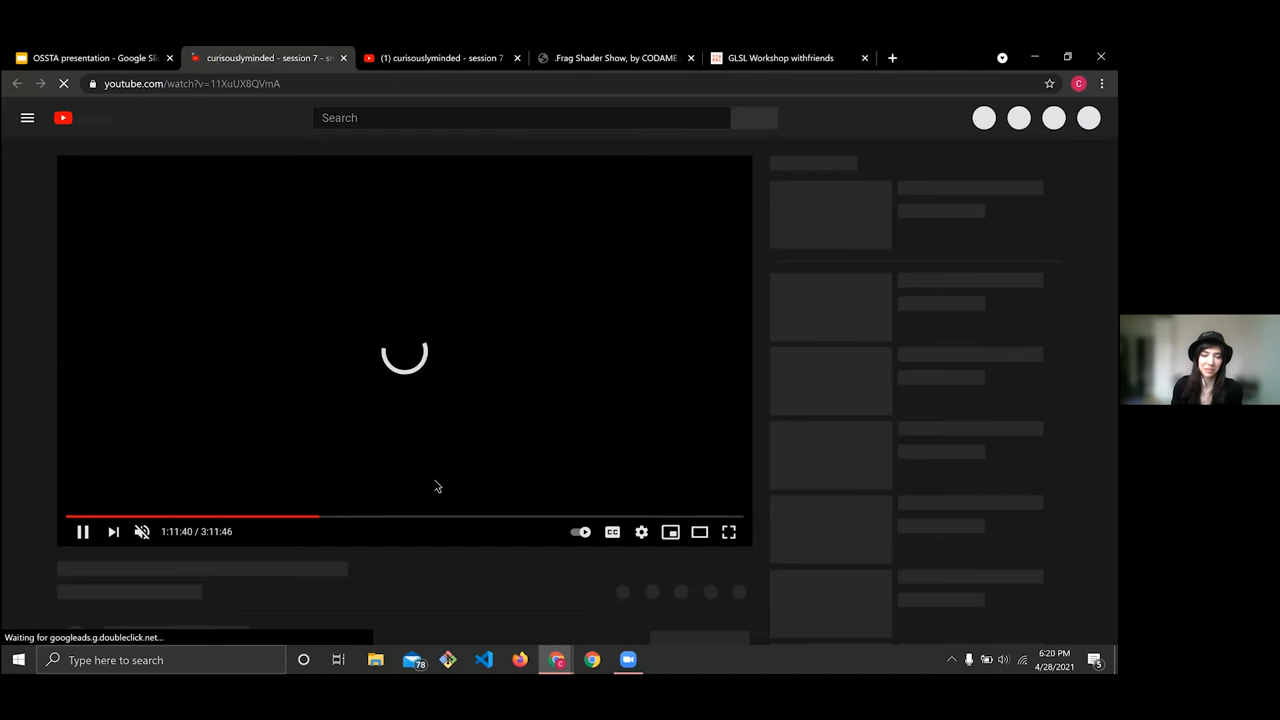 OSSTA presentation - Google Sli
curisouslyminded - session 7 - sn
(1) curisouslyminded - session 7
.Frag Shader Show, by CODAME
GLSL Workshop withfriends
youtube.com/watch?v=11XuUX8QVmA
C
Search
1:11:40 / 3:11:46
CC
Waiting for googleads.g.doubleclick.net...
Type here to search
78
C
6:20 PM
4/28/2021
5